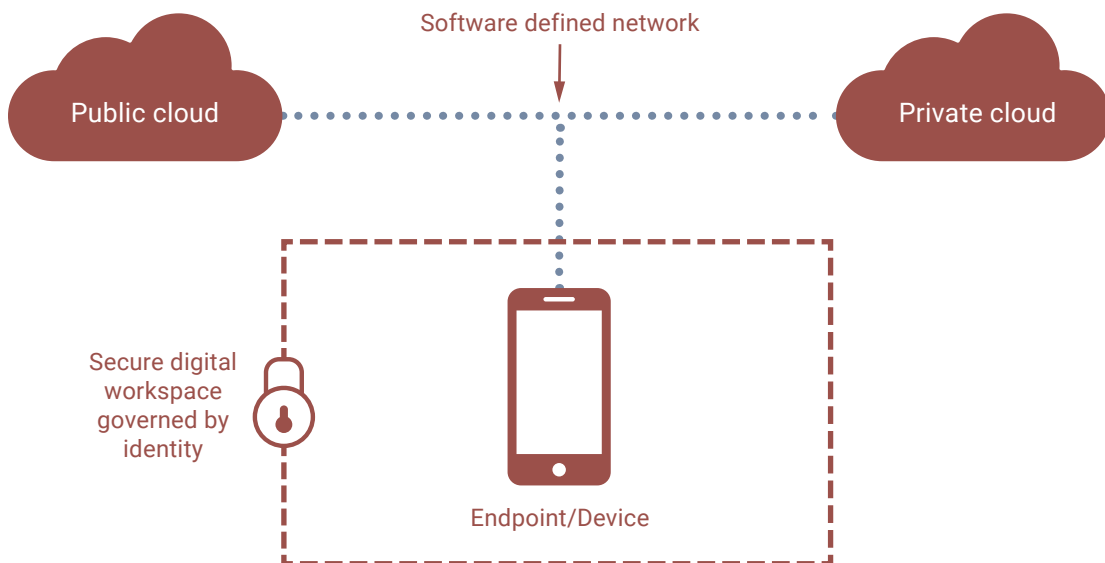 Software defined network
Public cloud
Private cloud
Secure digital
workspace
governed by
identity
Endpoint/Device